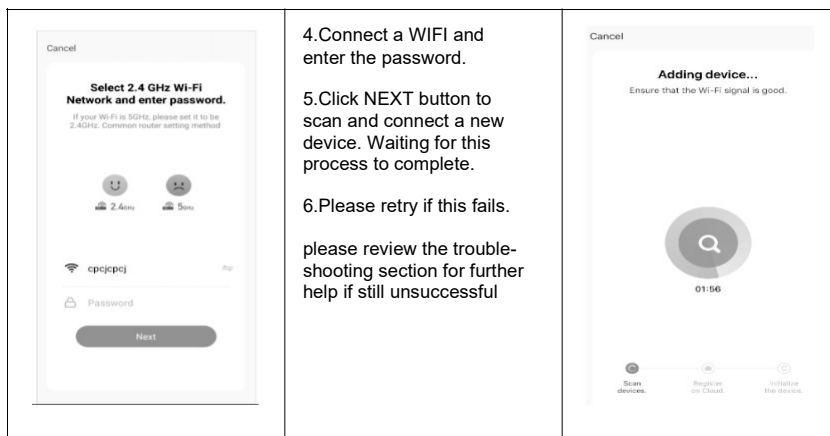 Cancel
Select 2.4 GHz Wi-Fi
Network and enter password.
If your Wi-Fi is 5GHz, please set it to be
2.4GHz. Common router setting method
2.4GHz
5GHz
cpcjcpcj
Password
Next
4.Connect a WIFI and
enter the password.
5.Click NEXT button to
scan and connect a new
device. Waiting for this
process to complete.
6.Please retry if this fails.
please review the trouble-
shooting section for further
help if still unsuccessful
Cancel
Adding device...
Ensure that the Wi-Fi signal is good.
01:56
Scan
devices.
Register
on Cloud.
Initialize
the device.